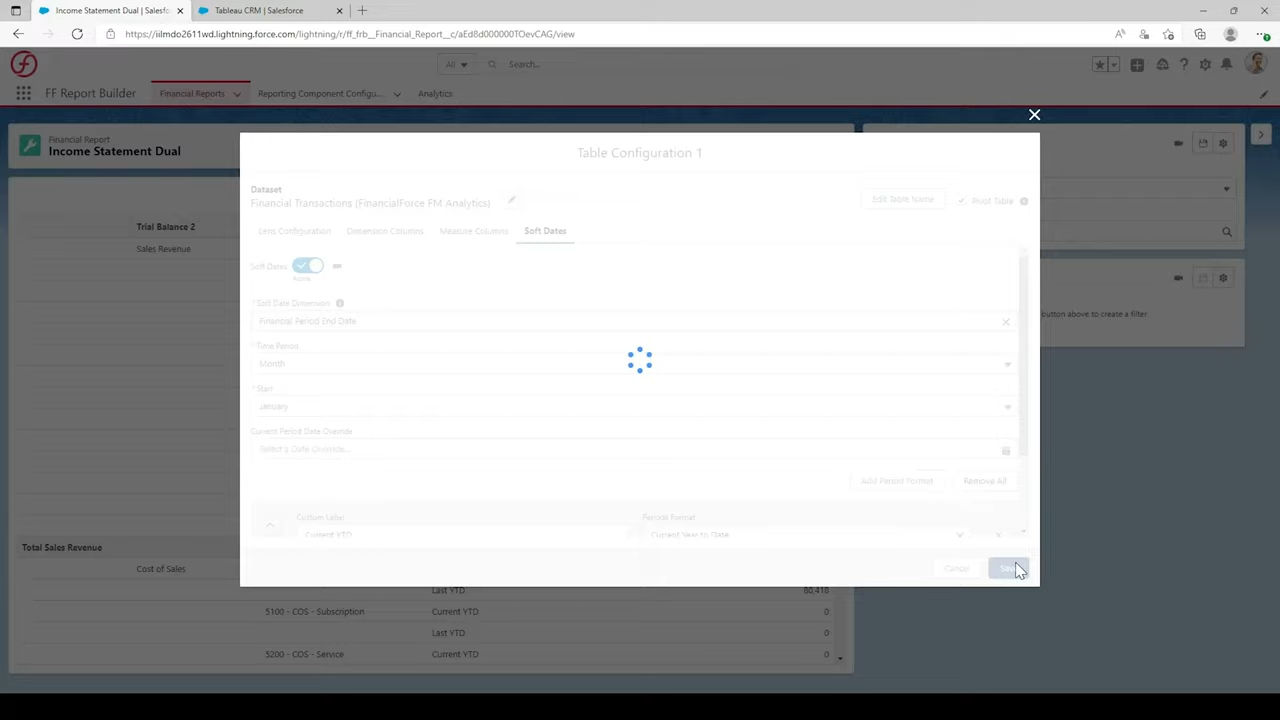 Income Statement Dual | Salesfo
Tableau CRM | Salesforce
https://iilmdo2611wd.lightning.force.com/lightning/r/ff_frb__Financial_Report__c/aEd8d000000TOevCAG/view
All
Search...
FF Report Builder
Financial Reports
Reporting Component Configu...
Analytics
Financial Report
Income Statement Dual
Table Configuration 1
Dataset
Financial Transactions (FinancialForce FM Analytics)
Edit Table Name
Pivot Table
Lens Configuration
Dimension Columns
Measure Columns
Soft Dates
Trial Balance 2
Sales Revenue
Soft Dates
Active
*Soft Date Dimension
Financial Period End Date
*Time Period
Month
*Start
January
Current Period Date Override
Select a Date Override...
button above to create a filter
Add Period Format
Remove All
Custom Label
Periods Format
Current YTD
Current Year to Date
Total Sales Revenue
Cost of Sales
Cancel
Save
Last YTD
80,418
5100 - COS - Subscription
Current YTD
0
Last YTD
0
5200 - COS - Service
Current YTD
0